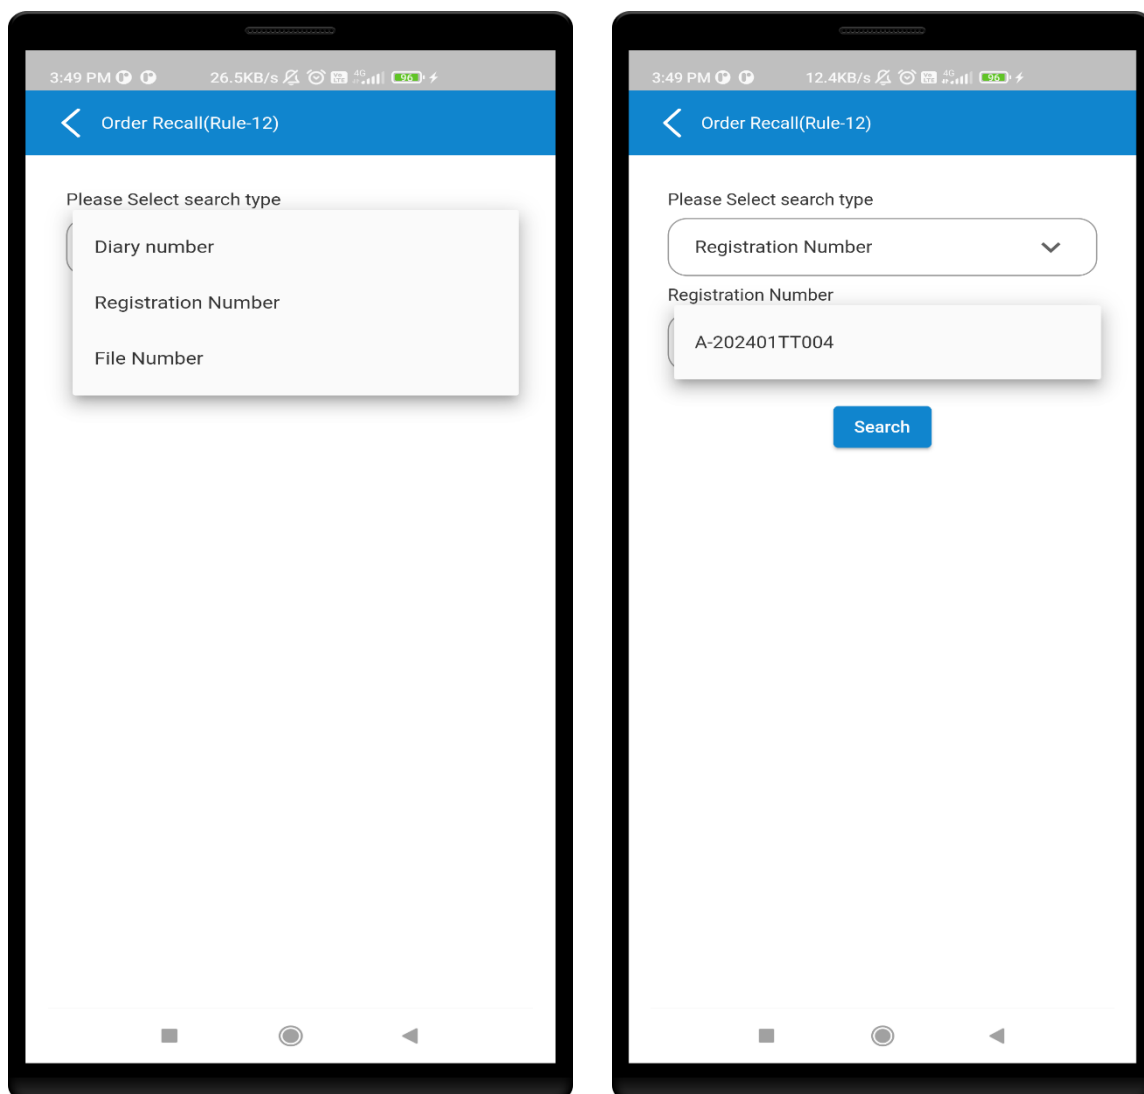 3:49 PM 26.5KB/s 4G 96
Order Recall(Rule-12)
Please Select search type
Diary number
Registration Number
File Number
3:49 PM 12.4KB/s 4G 96
Order Recall(Rule-12)
Please Select search type
Registration Number
Registration Number
A-202401TT004
Search